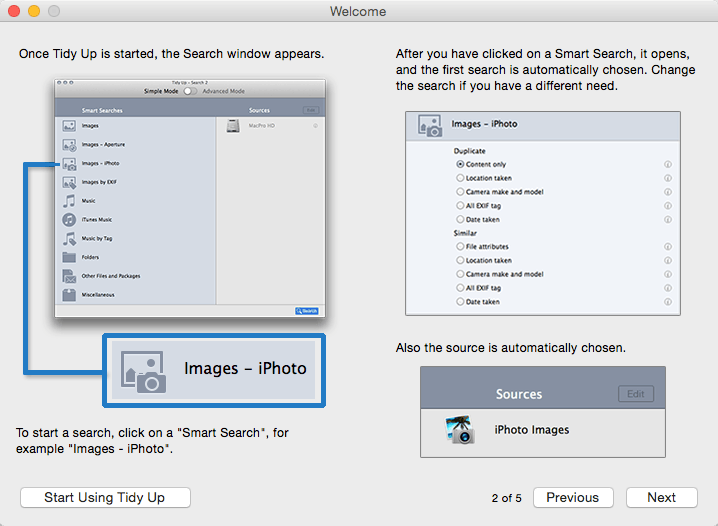 Welcome
Once Tidy Up is started, the Search window appears.
Tidy Up - Search 2
Simple Mode
Advanced Mode
Smart Searches
Sources
Edit
Images
MacPro HD
Images - Aperture
Images - iPhoto
Images by EXIF
Music
iTunes Music
Music by Tag
Folders
Other Files and Packages
Miscellaneous
Search
Images - iPhoto
To start a search, click on a "Smart Search", for
example "Images - iPhoto".
After you have clicked on a Smart Search, it opens,
and the first search is automatically chosen. Change
the search if you have a different need.
Images - iPhoto
Duplicate
Content only
Location taken
Camera make and model
All EXIF tag
Date taken
Similar
File attributes
Location taken
Camera make and model
All EXIF tag
Date taken
Also the source is automatically chosen.
Sources
Edit
iPhoto Images
Start Using Tidy Up
2 of 5
Previous
Next